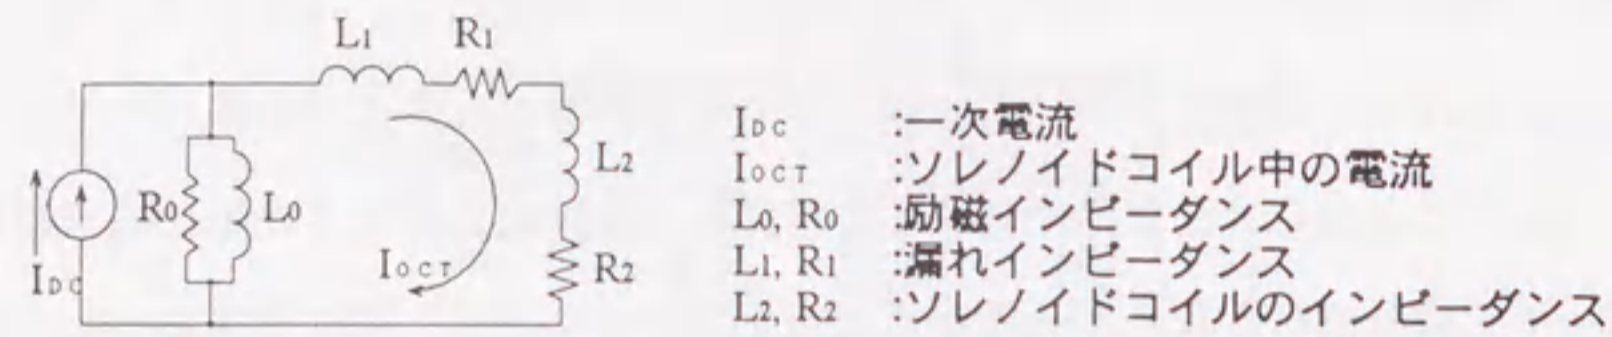 L1 R1
R0 L0
L2
R2
IDC
IOCT
IDC :一次電流
IOCT :ソレノイドコイル中の電流
L0, R0 :励磁インピーダンス
L1, R1 :漏れインピーダンス
L2, R2 :ソレノイドコイルのインピーダンス